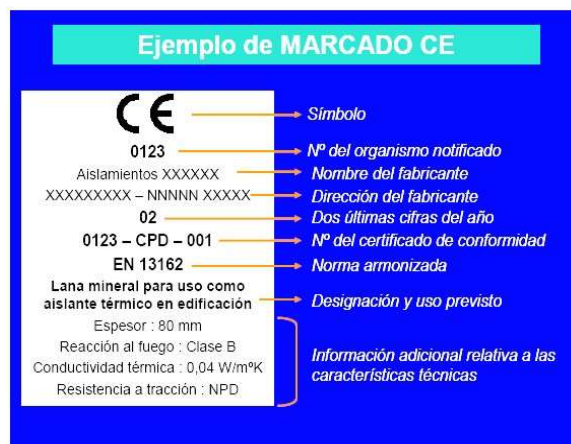 Ejemplo de MARCADO CE
CE Símbolo
0123 Nº del organismo notificado
Aislamientos XXXXXX Nombre del fabricante
XXXXXXXXX – NNNNN XXXXX Dirección del fabricante
02 Dos últimas cifras del año
0123 – CPD – 001 Nº del certificado de conformidad
EN 13162 Norma armonizada
Lana mineral para uso como
aislante térmico en edificación Designación y uso previsto
Espesor : 80 mm
Reacción al fuego : Clase B
Conductividad térmica : 0,04 W/mºK
Resistencia a tracción : NPD
Información adicional relativa a las
características técnicas